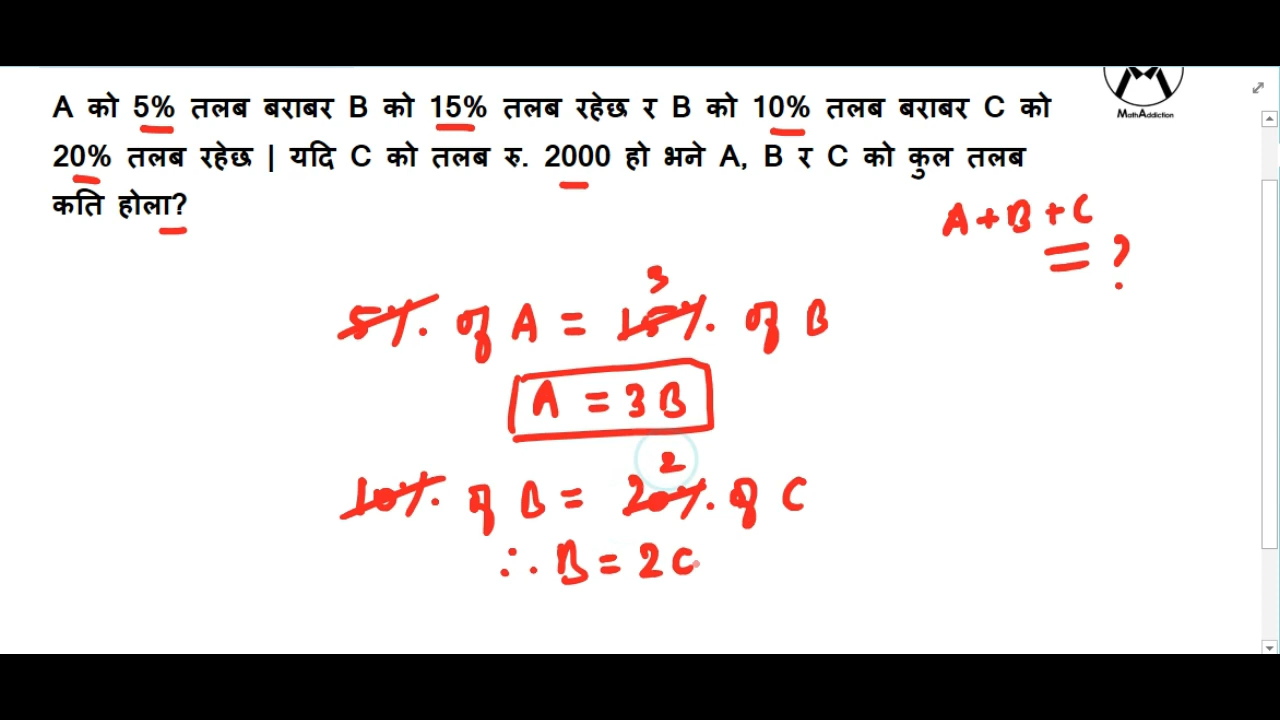 MathAddiction
A को 5% तलब बराबर B को 15% तलब रहेछ र B को 10% तलब बराबर C को
20% तलब रहेछ | यदि C को तलब रु. 2000 हो भने A, B र C को कुल तलब
कति होला?
A+B+C
= ?
3
5%. of A = 15%. of B
A = 3B
2
10%. of B = 20%. of C
∴ B = 2C